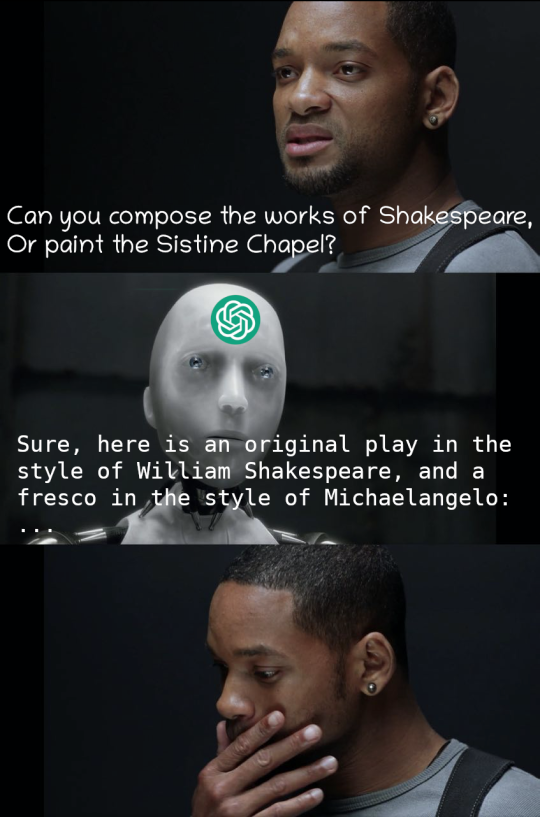 Can you compose the works of Shakespeare,
Or paint the Sistine Chapel?
Sure, here is an original play in the
style of William Shakespeare, and a
fresco in the style of Michaelangelo:
...